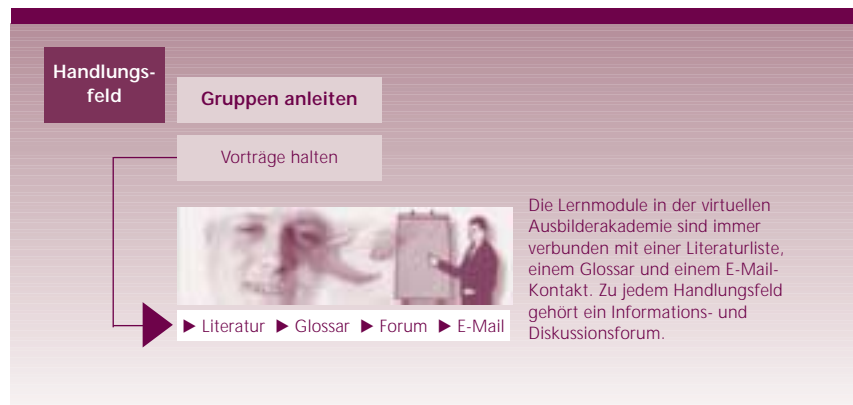 Handlungs-
feld
Gruppen anleiten
Vorträge halten
Die Lernmodule in der virtuellen
Ausbilderakademie sind immer
verbunden mit einer Literaturliste,
einem Glossar und einem E-Mail-
Kontakt. Zu jedem Handlungsfeld
gehört ein Informations- und
Diskussionsforum.
▶ Literatur ▶ Glossar ▶ Forum ▶ E-Mail